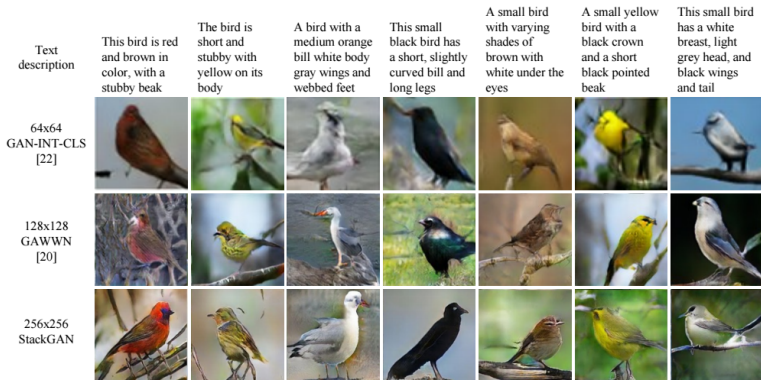 Text
description
This bird is red
and brown in
color, with a
stubby beak
The bird is
short and
stubby with
yellow on its
body
A bird with a
medium orange
bill white body
gray wings and
webbed feet
This small
black bird has
a short, slightly
curved bill and
long legs
A small bird
with varying
shades of
brown with
white under the
eyes
A small yellow
bird with a
black crown
and a short
black pointed
beak
This small bird
has a white
breast, light
grey head, and
black wings
and tail
64x64
GAN-INT-CLS
[22]
128x128
GAWWN
[20]
256x256
StackGAN